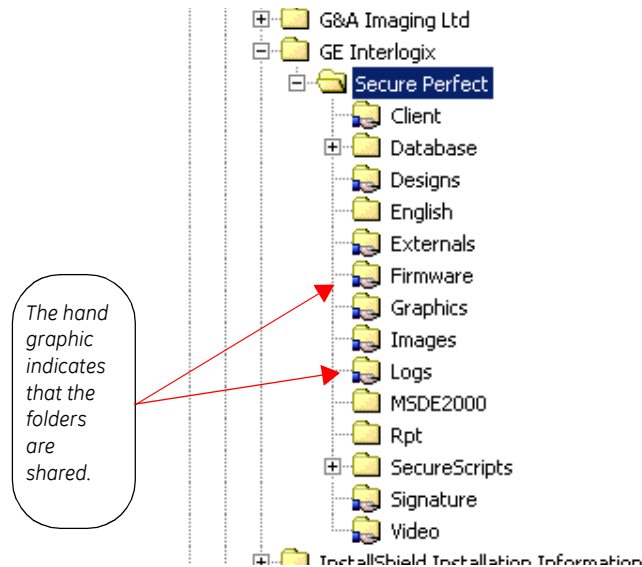 G&A Imaging Ltd
GE Interlogix
Secure Perfect
Client
Database
Designs
English
Externals
Firmware
Graphics
Images
Logs
MSDE2000
Rpt
SecureScripts
Signature
Video
InstallShield Installation Information
The hand
graphic
indicates
that the
folders
are
shared.